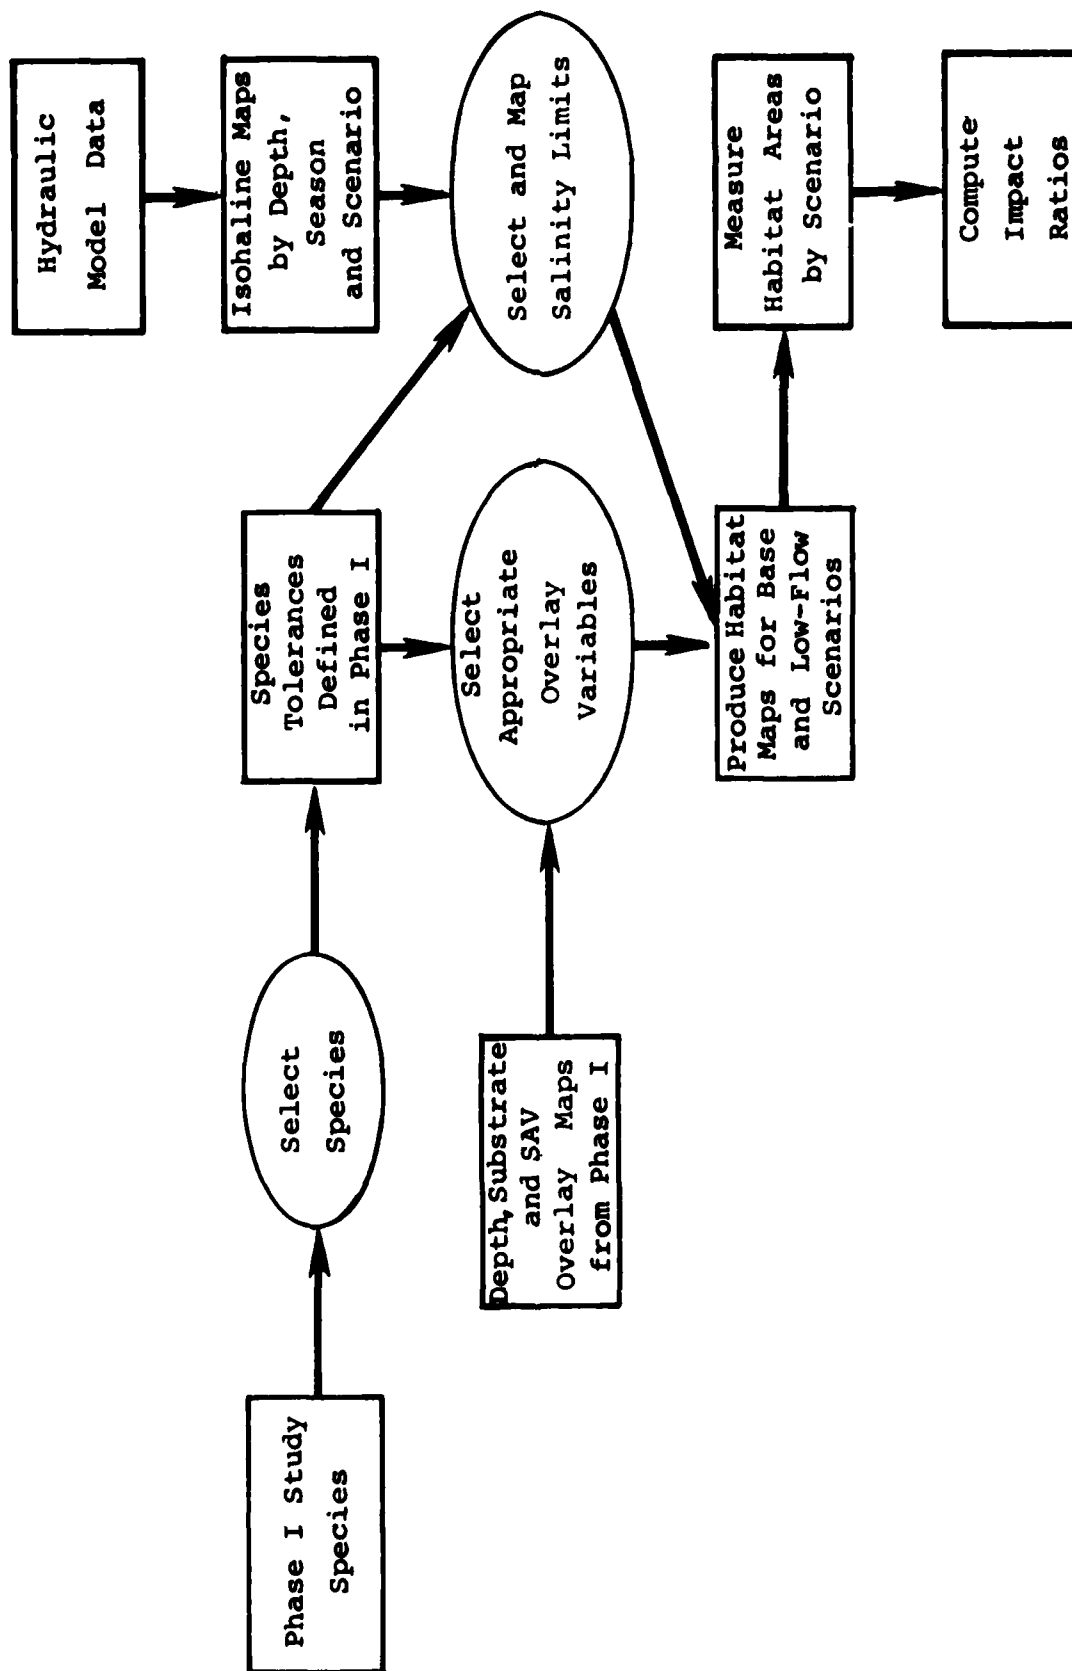 Hydraulic
Model Data
Phase I Study
Species
Select
Species
Species
Tolerances
Defined
in Phase I
Isohaline Maps
by Depth,
Season
and Scenario
Depth, Substrate
and SAV
Overlay Maps
from Phase I
Select
Appropriate
Overlay
Variables
Select and Map
Salinity Limits
Produce Habitat
Maps for Base
and Low-Flow
Scenarios
Measure
Habitat Areas
by Scenario
Compute
Impact
Ratios